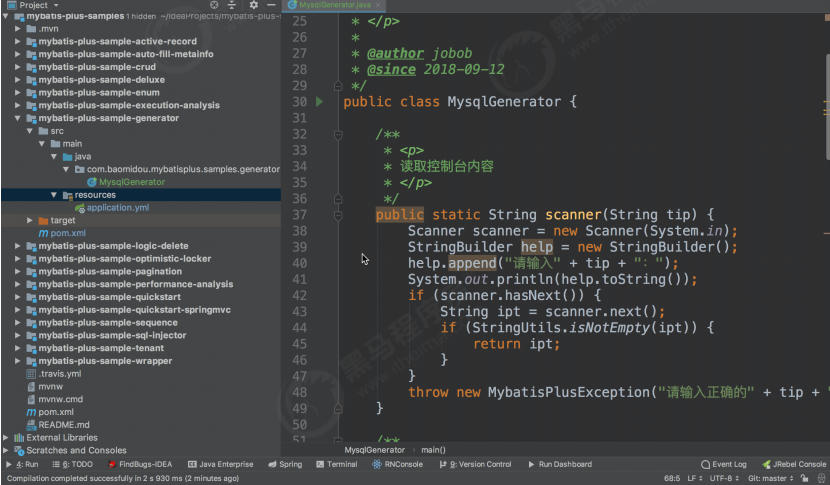 Project
MysqlGenerator.java
mybatis-plus-samples 1 hidden ~/IdeaProjects/mybatis-plus-sa
.mvn
mybatis-plus-sample-active-record
mybatis-plus-sample-auto-fill-metainfo
mybatis-plus-sample-crud
mybatis-plus-sample-deluxe
mybatis-plus-sample-enum
mybatis-plus-sample-execution-analysis
mybatis-plus-sample-generator
src
main
java
com.baomidou.mybatisplus.samples.generator
MysqlGenerator
resources
application.yml
target
pom.xml
mybatis-plus-sample-logic-delete
mybatis-plus-sample-optimistic-locker
mybatis-plus-sample-pagination
mybatis-plus-sample-performance-analysis
mybatis-plus-sample-quickstart
mybatis-plus-sample-quickstart-springmvc
mybatis-plus-sample-sequence
mybatis-plus-sample-sql-injector
mybatis-plus-sample-tenant
mybatis-plus-sample-wrapper
.travis.yml
mvnw
mvnw.cmd
pom.xml
README.md
External Libraries
Scratches and Consoles
25 * </p>
26 *
27 * @author jobob
28 * @since 2018-09-12
29 */
30 public class MysqlGenerator {
31
32 /**
33 * <p>
34 * 读取控制台内容
35 * </p>
36 */
37 public static String scanner(String tip) {
38 Scanner scanner = new Scanner(System.in);
39 StringBuilder help = new StringBuilder();
40 help.append("请输入" + tip + "：");
41 System.out.println(help.toString());
42 if (scanner.hasNext()) {
43 String ipt = scanner.next();
44 if (StringUtils.isNotEmpty(ipt)) {
45 return ipt;
46 }
47 }
48 throw new MybatisPlusException("请输入正确的" + tip + "
49 }
50
51 /**
MysqlGenerator › main()
4: Run 6: TODO FindBugs-IDEA Java Enterprise Spring Terminal RNConsole 9: Version Control Run Dashboard Event Log JRebel Console
Compilation completed successfully in 2 s 930 ms (2 minutes ago) 68:5 LF UTF-8 Git: master